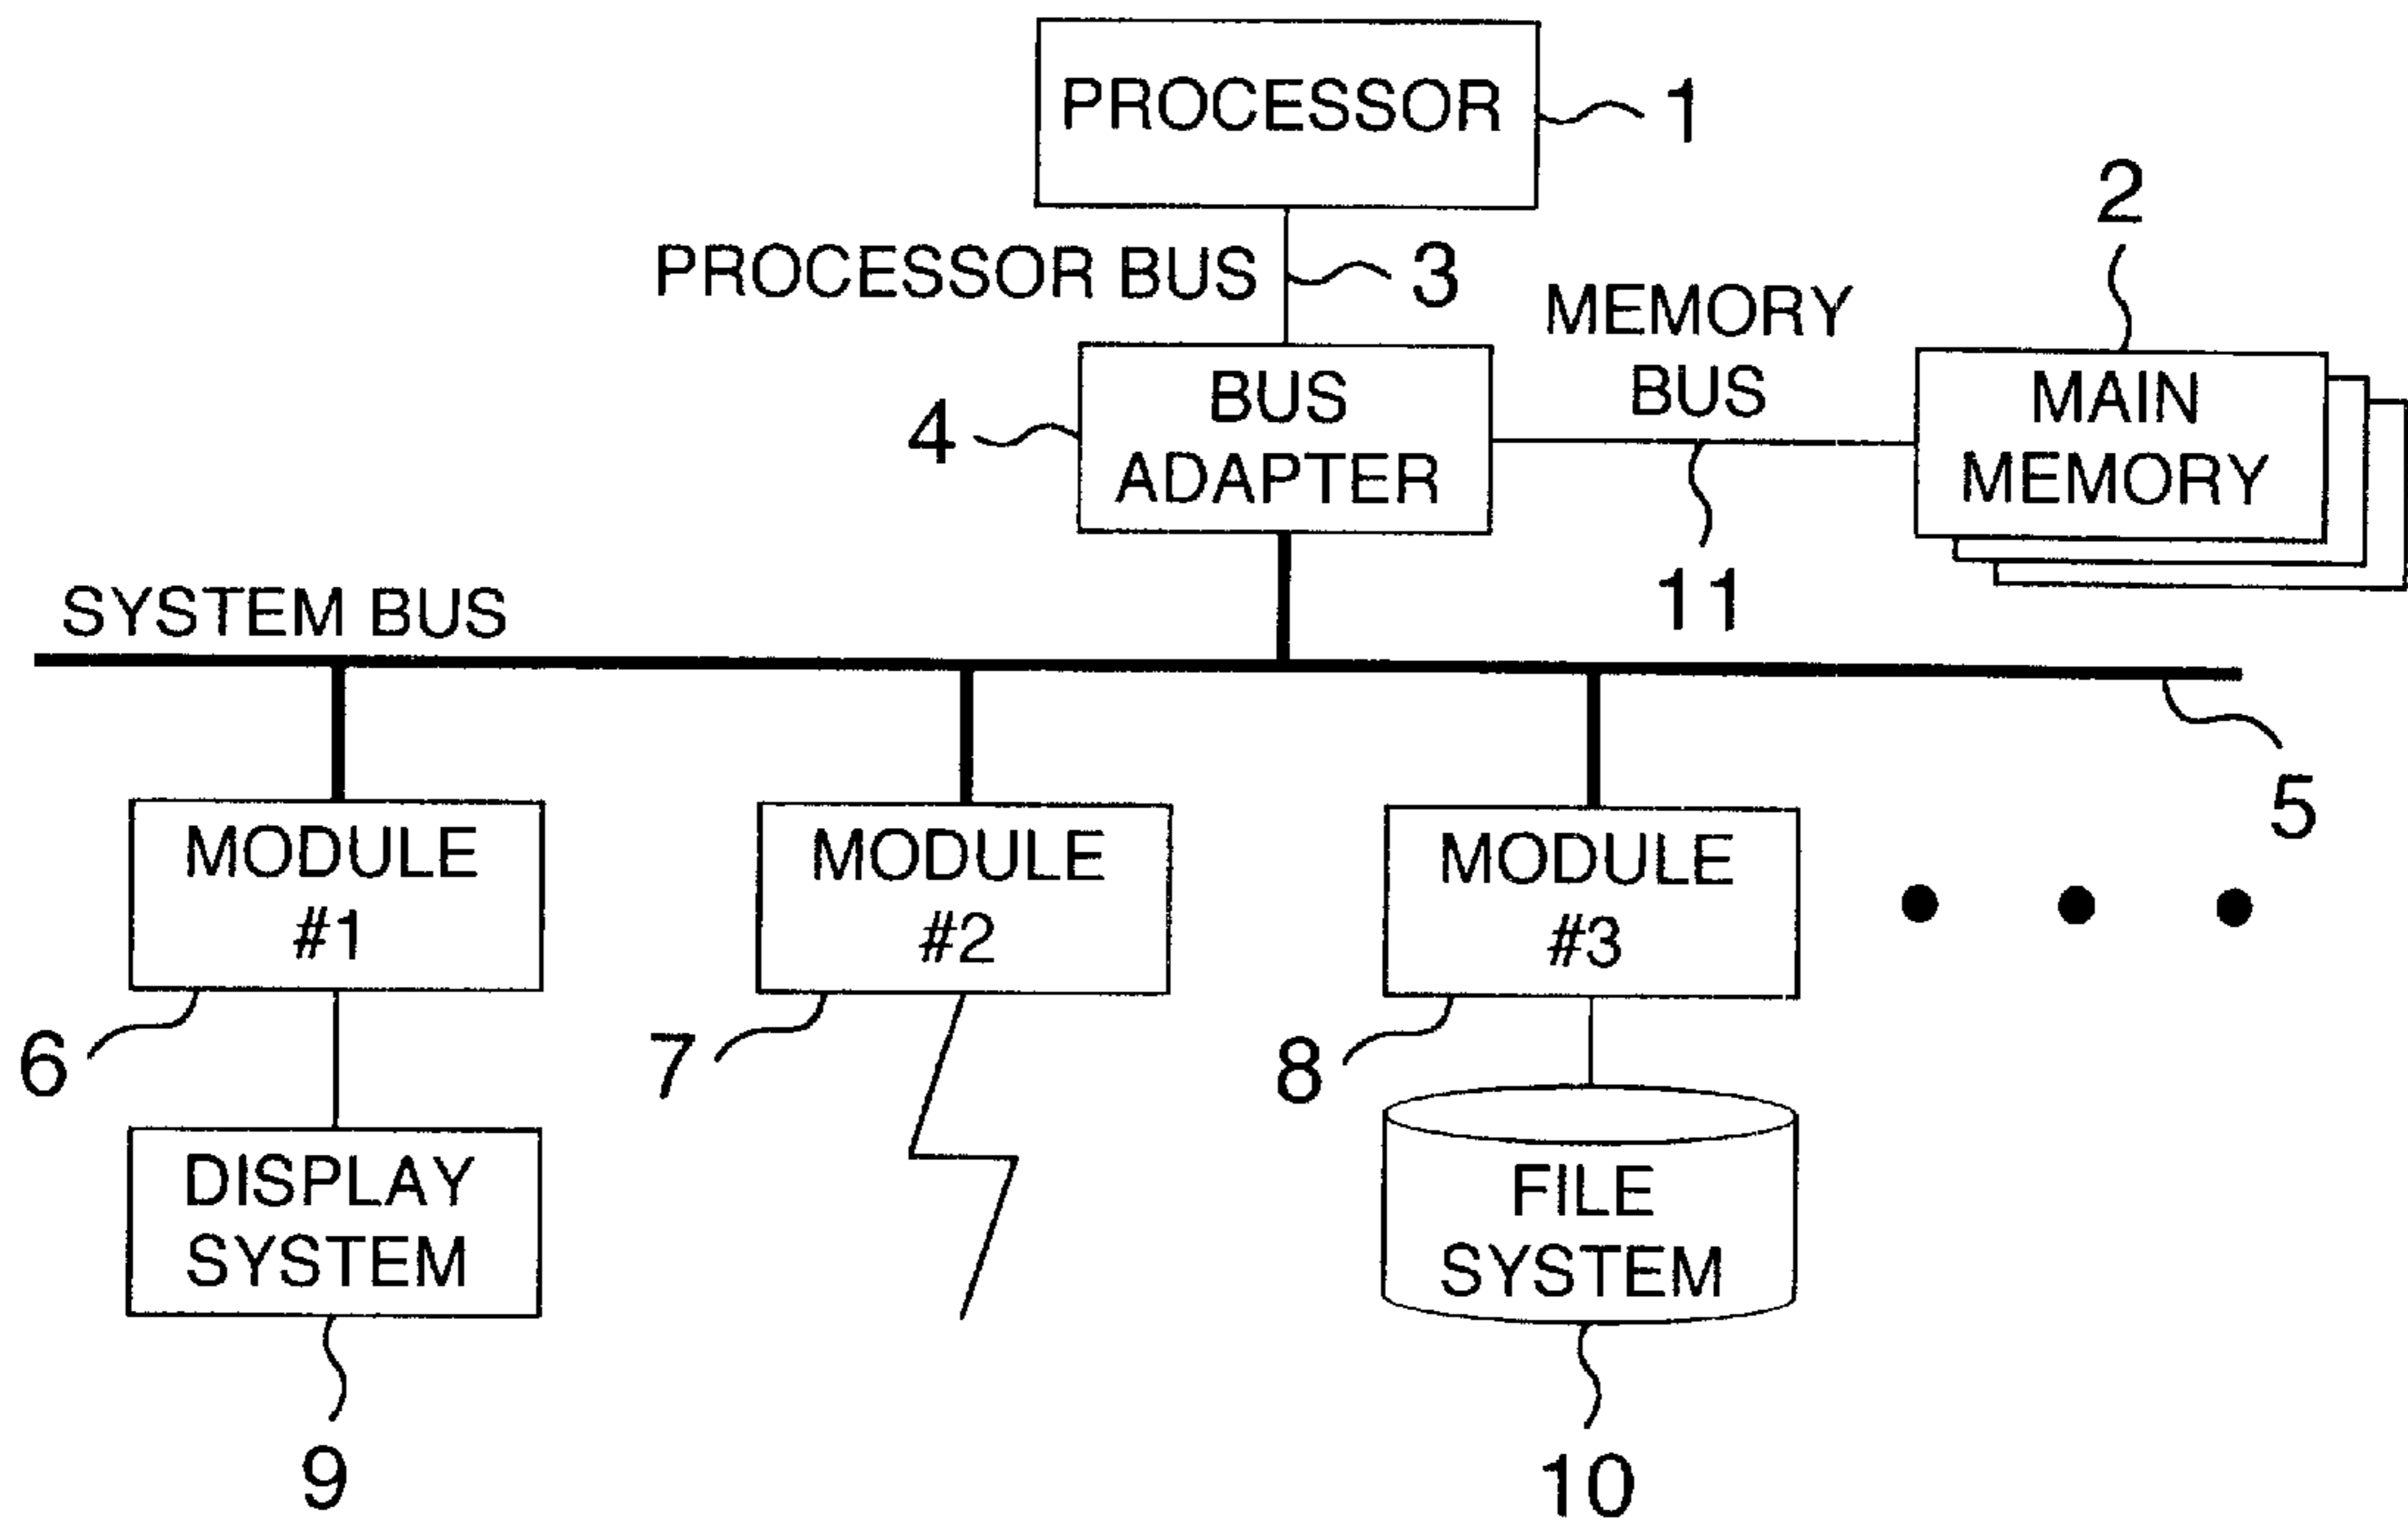 PROCESSOR
1
2
PROCESSOR BUS
3
MEMORY
BUS
MAIN
MEMORY
4
BUS
ADAPTER
11
SYSTEM BUS
5
MODULE
#1
MODULE
#2
MODULE
#3
6
7
8
DISPLAY
SYSTEM
FILE
SYSTEM
9
10